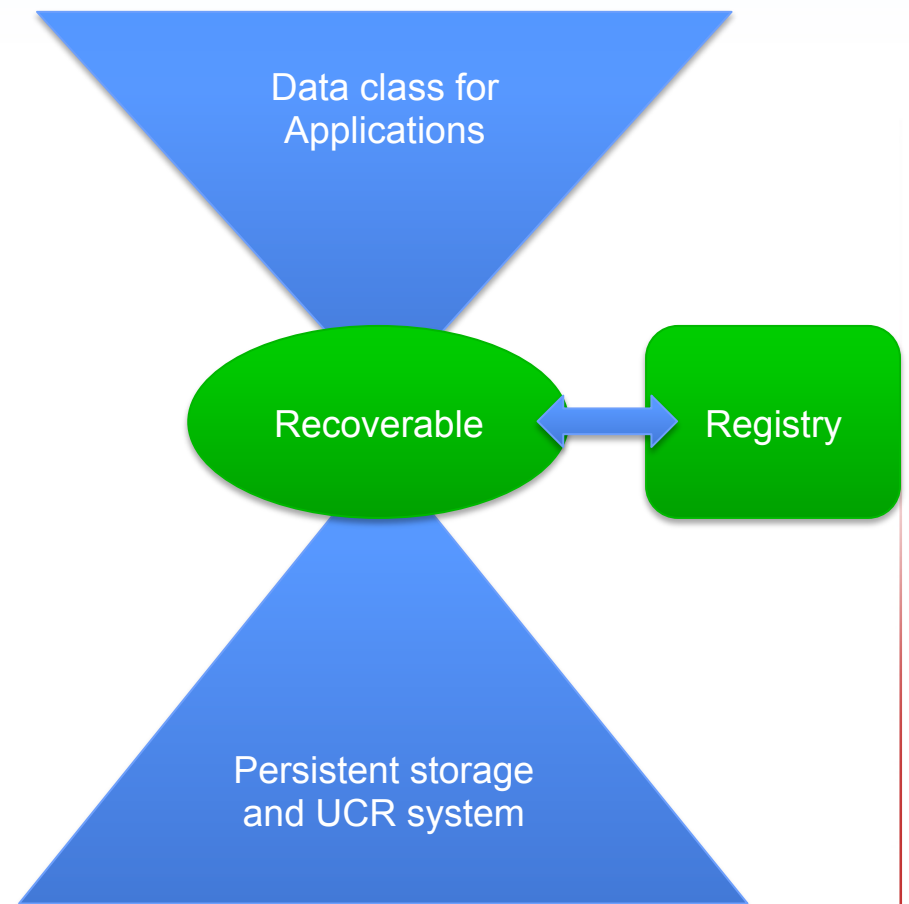 Data class for
Applications
Recoverable
Registry
Persistent storage
and UCR system